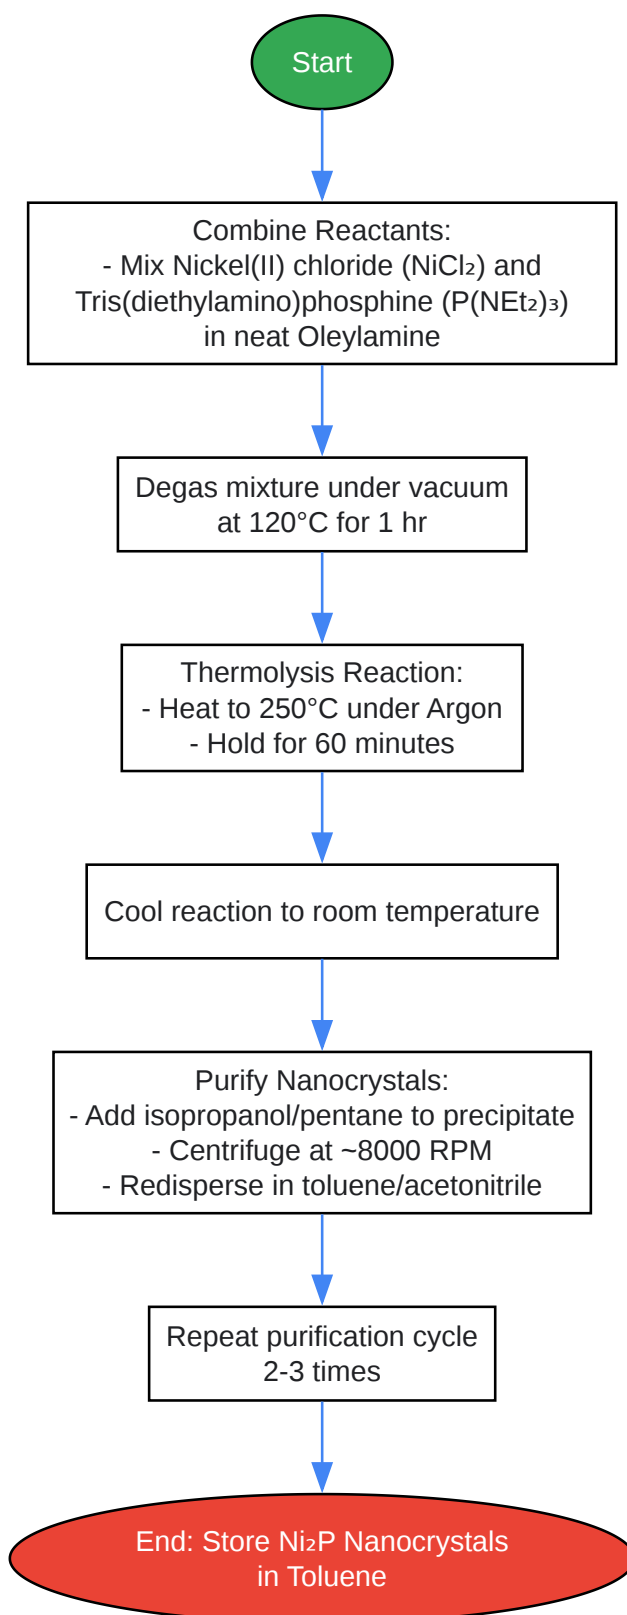 Start
Combine Reactants:
- Mix Nickel(II) chloride (NiCl₂) and
Tris(diethylamino)phosphine (P(NEt₂)₃)
in neat Oleylamine
Degas mixture under vacuum
at 120°C for 1 hr
Thermolysis Reaction:
- Heat to 250°C under Argon
- Hold for 60 minutes
Cool reaction to room temperature
Purify Nanocrystals:
- Add isopropanol/pentane to precipitate
- Centrifuge at ~8000 RPM
- Redisperse in toluene/acetonitrile
Repeat purification cycle
2-3 times
End: Store Ni₂P Nanocrystals
in Toluene